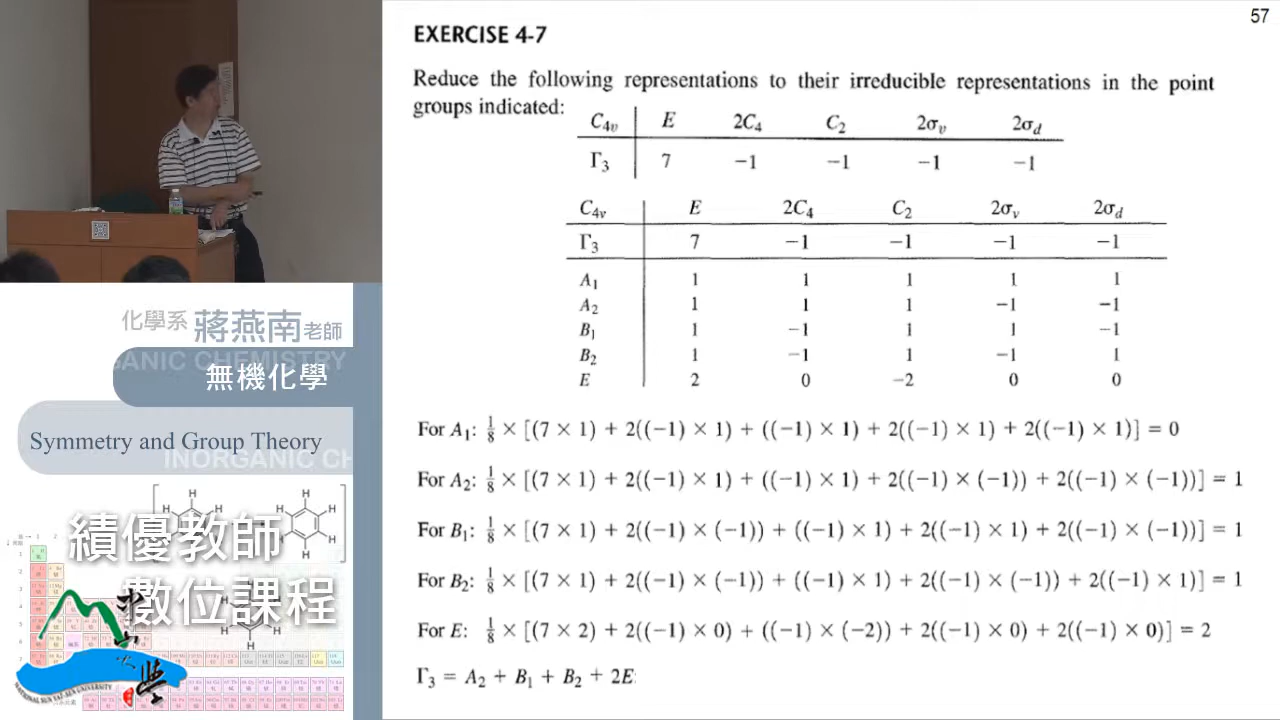 57
EXERCISE 4-7
Reduce the following representations to their irreducible representations in the point
groups indicated:
C4v E 2C4 C2 2σv 2σd
Γ3 7 −1 −1 −1 −1
C4v E 2C4 C2 2σv 2σd
Γ3 7 −1 −1 −1 −1
A1 1 1 1 1 1
A2 1 1 1 −1 −1
B1 1 −1 1 1 −1
B2 1 −1 1 −1 1
E 2 0 −2 0 0
For A1: 1/8 × [(7 × 1) + 2((−1) × 1) + ((−1) × 1) + 2((−1) × 1) + 2((−1) × 1)] = 0
For A2: 1/8 × [(7 × 1) + 2((−1) × 1) + ((−1) × 1) + 2((−1) × (−1)) + 2((−1) × (−1))] = 1
For B1: 1/8 × [(7 × 1) + 2((−1) × (−1)) + ((−1) × 1) + 2((−1) × 1) + 2((−1) × (−1))] = 1
For B2: 1/8 × [(7 × 1) + 2((−1) × (−1)) + ((−1) × 1) + 2((−1) × (−1)) + 2((−1) × 1)] = 1
For E: 1/8 × [(7 × 2) + 2((−1) × 0) + ((−1) × (−2)) + 2((−1) × 0) + 2((−1) × 0)] = 2
Γ3 = A2 + B1 + B2 + 2E
化學系 蔣燕南老師
GANIC CHEMISTRY
無機化學
Symmetry and Group Theory
INORGANIC CH
績優教師
數位課程
NATIONAL SUN YAT-SEN UNIVERSITY